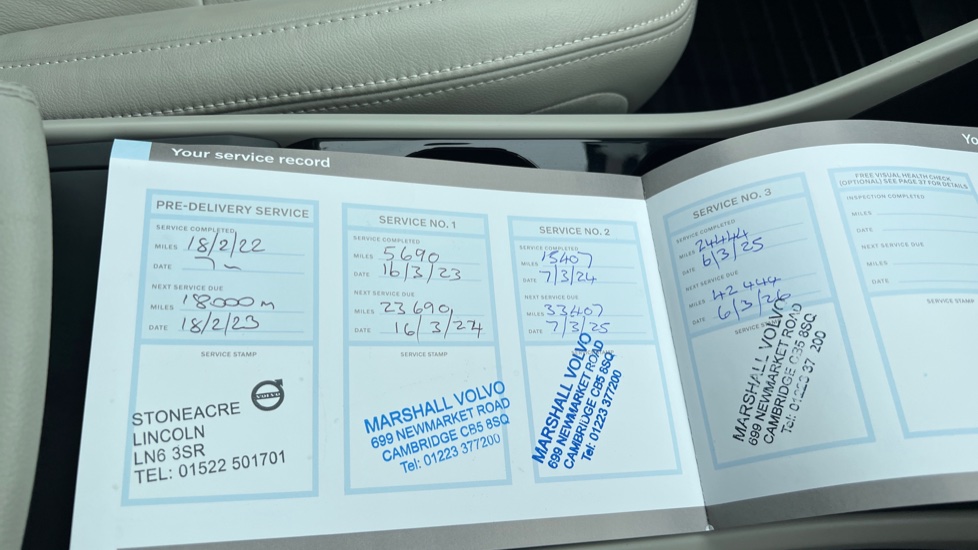 Your service record
Yo
PRE-DELIVERY SERVICE
SERVICE COMPLETED
MILES 18/2/22
DATE 7m
NEXT SERVICE DUE
MILES 18000 m
DATE 18/2/23
SERVICE STAMP
VOLVO
STONEACRE
LINCOLN
LN6 3SR
TEL: 01522 501701
SERVICE NO. 1
SERVICE COMPLETED
MILES 5690
DATE 16/3/23
NEXT SERVICE DUE
MILES 23690
DATE 16/3/24
SERVICE STAMP
MARSHALL VOLVO
699 NEWMARKET ROAD
CAMBRIDGE CB5 8SQ
Tel: 01223 377200
SERVICE NO. 2
SERVICE COMPLETED
MILES 15407
DATE 7/3/24
NEXT SERVICE DUE
MILES 33407
DATE 7/3/25
MARSHALL VOLVO
699 NEWMARKET ROAD
CAMBRIDGE CB5 8SQ
Tel: 01223 377200
SERVICE NO. 3
SERVICE COMPLETED
MILES 24444
DATE 6/3/25
NEXT SERVICE DUE
MILES 42444
DATE 6/3/26
MARSHALL VOLVO
699 NEWMARKET ROAD
CAMBRIDGE CB5 8SQ
Tel: 37 200
FREE VISUAL HEALTH CHECK
(OPTIONAL) SEE PAGE 37 FOR DETAILS
INSPECTION COMPLETED
MILES
DATE
NEXT SERVICE DUE
MILES
DATE
SERVICE STAMP